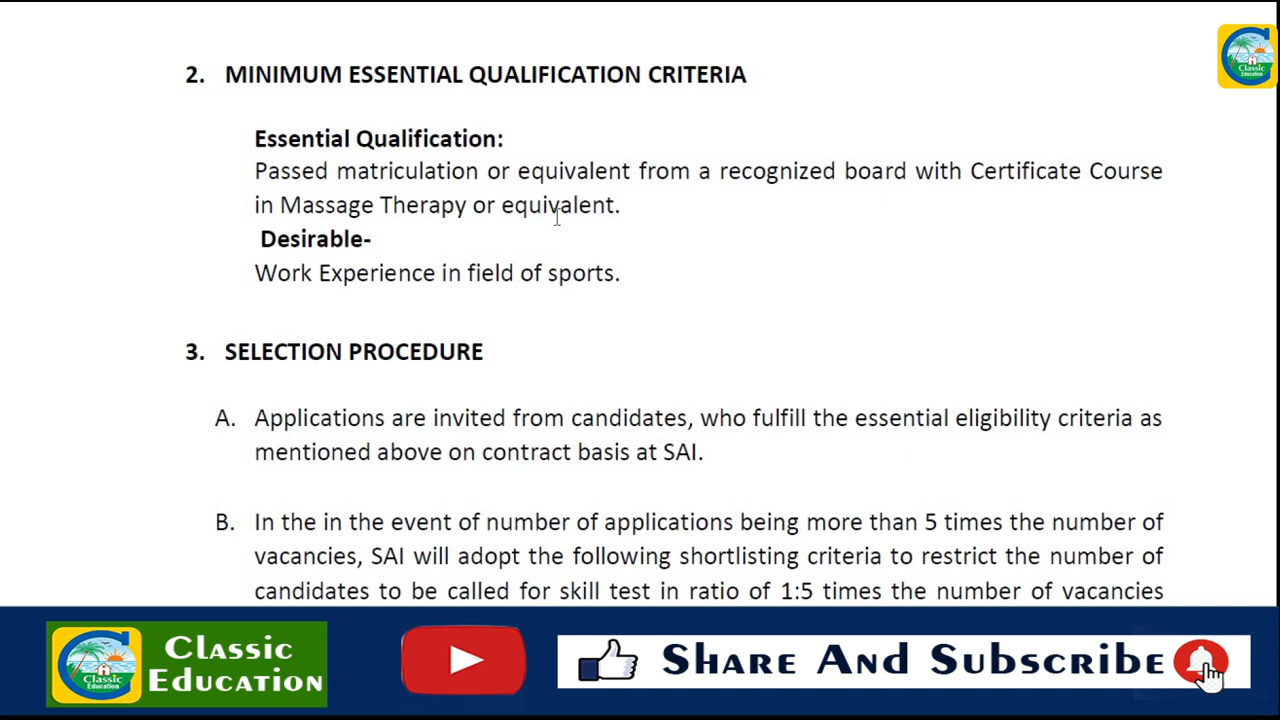 Classic
Education
2. MINIMUM ESSENTIAL QUALIFICATION CRITERIA
Essential Qualification:
Passed matriculation or equivalent from a recognized board with Certificate Course
in Massage Therapy or equivalent.
Desirable-
Work Experience in field of sports.
3. SELECTION PROCEDURE
A. Applications are invited from candidates, who fulfill the essential eligibility criteria as
mentioned above on contract basis at SAI.
B. In the in the event of number of applications being more than 5 times the number of
vacancies, SAI will adopt the following shortlisting criteria to restrict the number of
candidates to be called for skill test in ratio of 1:5 times the number of vacancies
Classic
Education
Classic
Education
Share And Subscribe